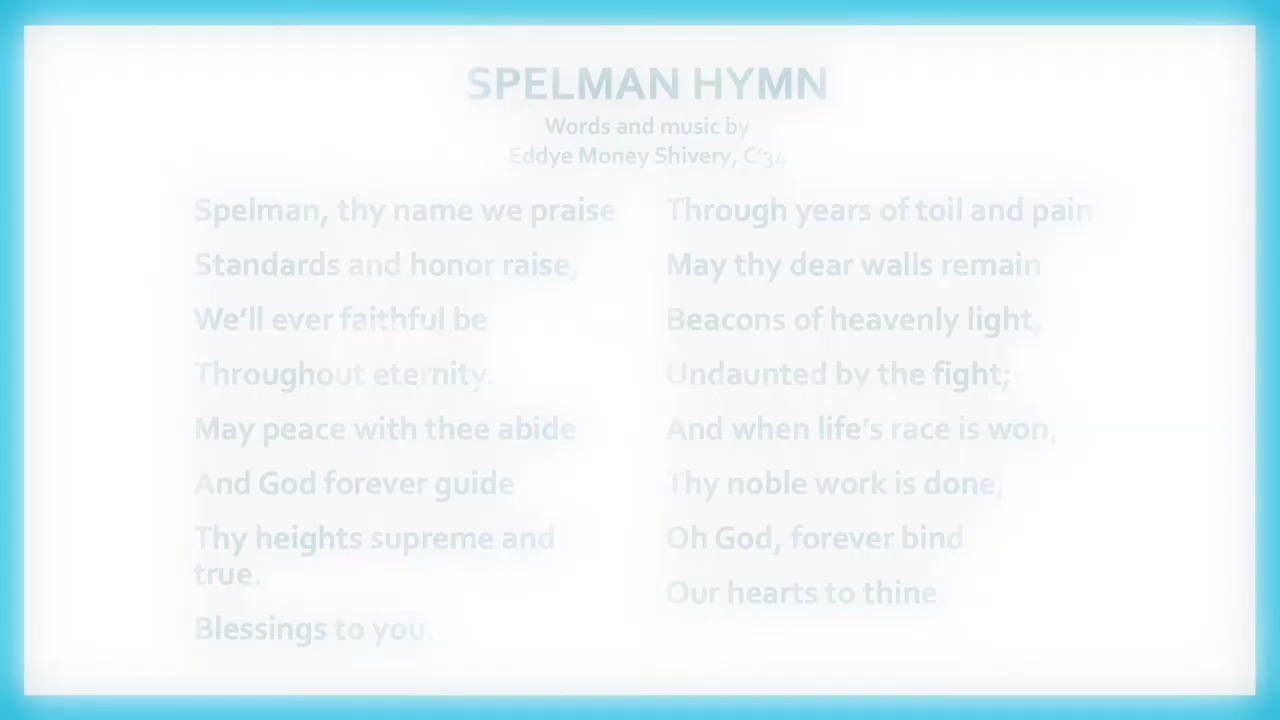 SPELMAN HYMN
Words and music by
Eddye Money Shivery, C’34
Spelman, thy name we praise
Standards and honor raise,
We’ll ever faithful be
Throughout eternity.
May peace with thee abide
And God forever guide
Thy heights supreme and
true.
Blessings to you.
Through years of toil and pain
May thy dear walls remain
Beacons of heavenly light,
Undaunted by the fight;
And when life’s race is won,
Thy noble work is done,
Oh God, forever bind
Our hearts to thine.